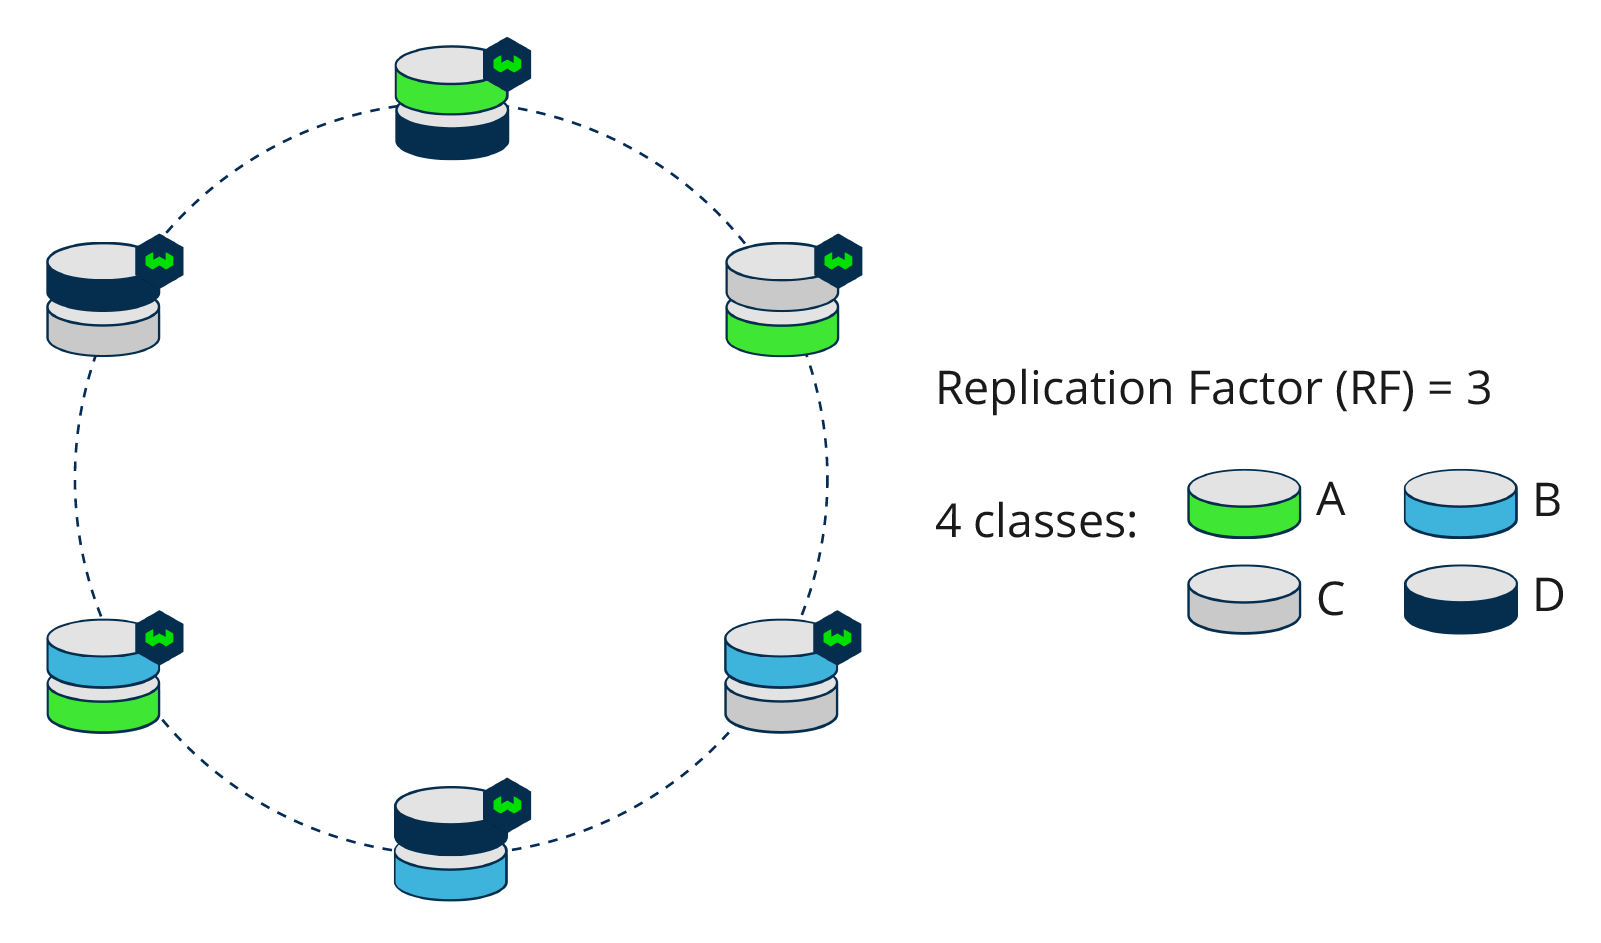 Replication Factor (RF) = 3
4 classes:
A
B
C
D